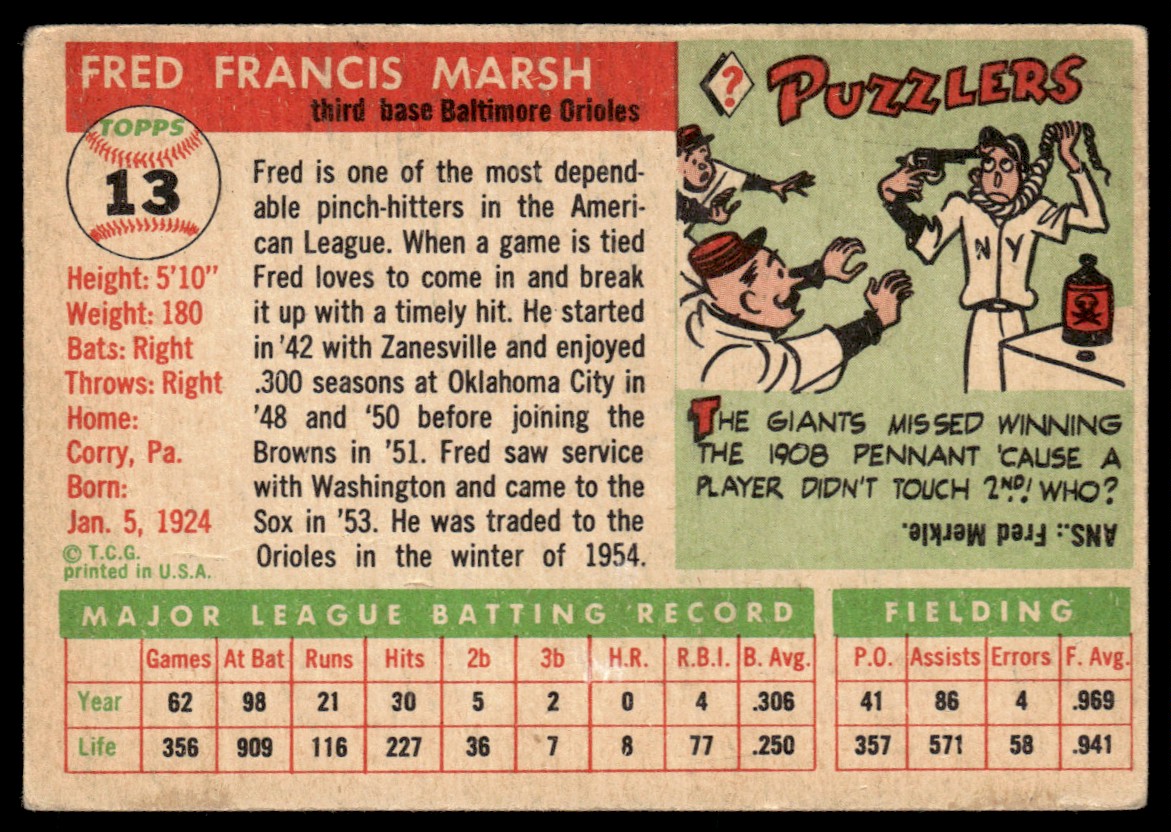 FRED FRANCIS MARSH
third base Baltimore Orioles
TOPPS
13
Height: 5'10"
Weight: 180
Bats: Right
Throws: Right
Home:
Corry, Pa.
Born:
Jan. 5, 1924
© T.C.G.
printed in U.S.A.
Fred is one of the most depend-
able pinch-hitters in the Ameri-
can League. When a game is tied
Fred loves to come in and break
it up with a timely hit. He started
in '42 with Zanesville and enjoyed
.300 seasons at Oklahoma City in
'48 and '50 before joining the
Browns in '51. Fred saw service
with Washington and came to the
Sox in '53. He was traded to the
Orioles in the winter of 1954.
? PUZZLERS
NY
THE GIANTS MISSED WINNING
THE 1908 PENNANT 'CAUSE A
PLAYER DIDN'T TOUCH 2ND! WHO?
ANS.: Fred Merkle.
MAJOR LEAGUE BATTING RECORD
Games At Bat Runs Hits 2b 3b H.R. R.B.I. B. Avg.
Year 62 98 21 30 5 2 0 4 .306
Life 356 909 116 227 36 7 8 77 .250
FIELDING
P.O. Assists Errors F. Avg.
41 86 4 .969
357 571 58 .941